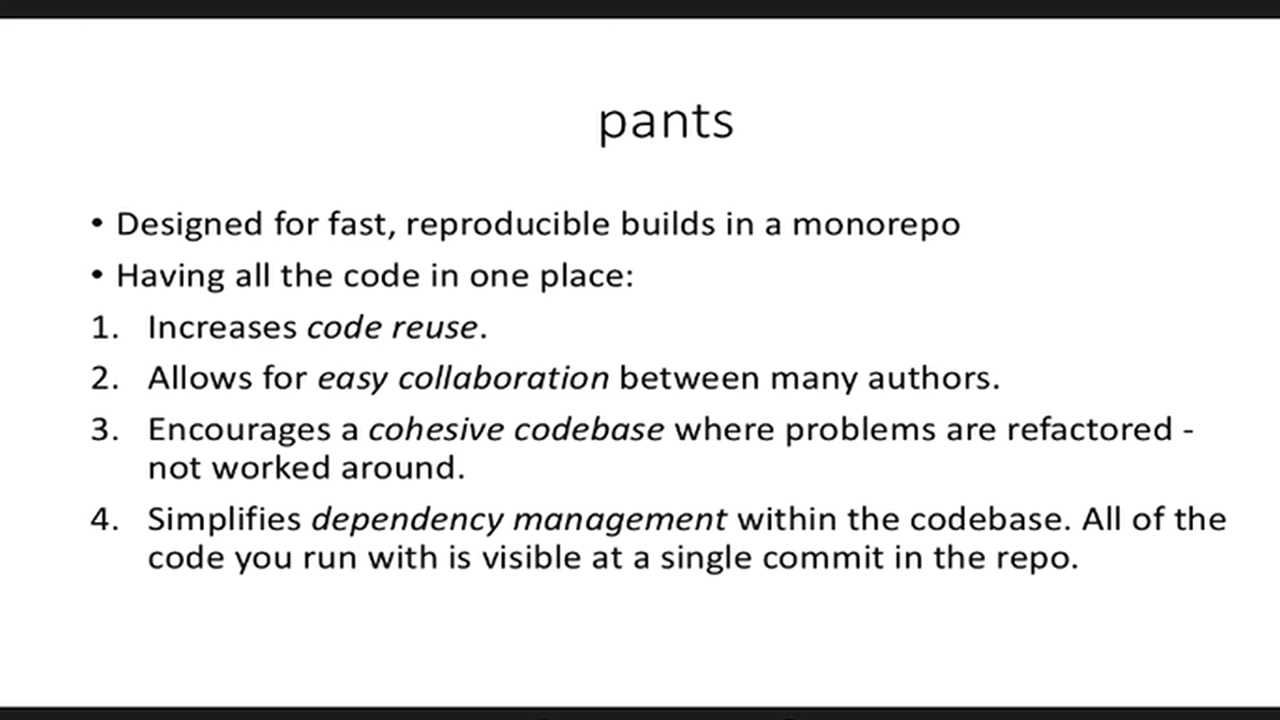 pants
• Designed for fast, reproducible builds in a monorepo
• Having all the code in one place:
1. Increases code reuse.
2. Allows for easy collaboration between many authors.
3. Encourages a cohesive codebase where problems are refactored -
not worked around.
4. Simplifies dependency management within the codebase. All of the
code you run with is visible at a single commit in the repo.